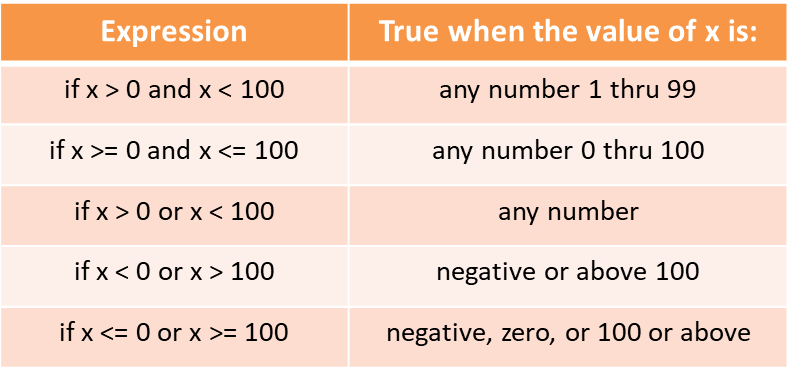 Expression True when the value of x is:
if x > 0 and x < 100 any number 1 thru 99
if x >= 0 and x <= 100 any number 0 thru 100
if x > 0 or x < 100 any number
if x < 0 or x > 100 negative or above 100
if x <= 0 or x >= 100 negative, zero, or 100 or above